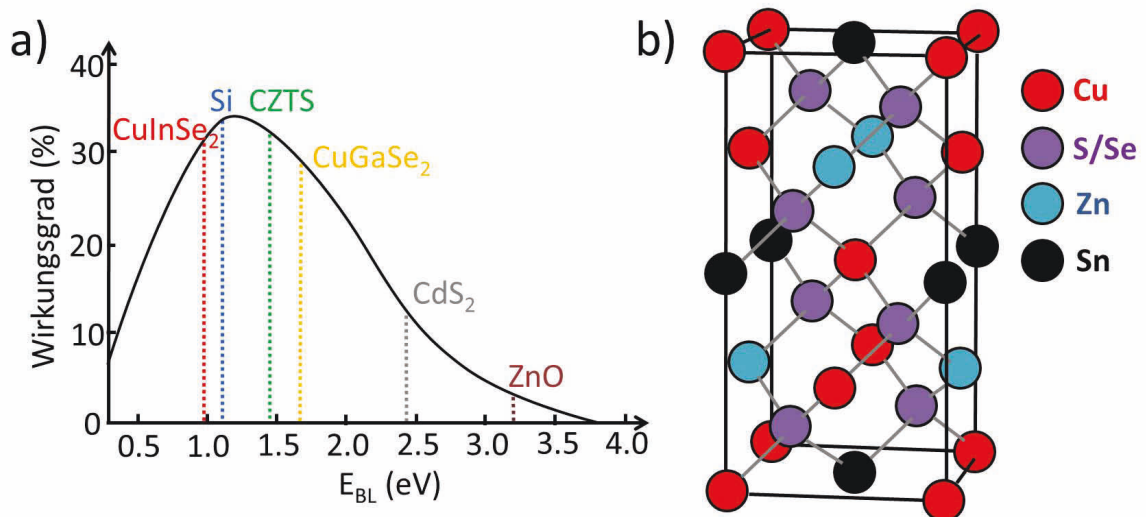 a)
40
30
20
10
0
Wirkungsgrad (%)
CuInSe₂
Si
CZTS
CuGaSe₂
CdS₂
ZnO
0.5 1.0 1.5 2.0 2.5 3.0 3.5 4.0
E_BL (eV)
b)
Cu
S/Se
Zn
Sn